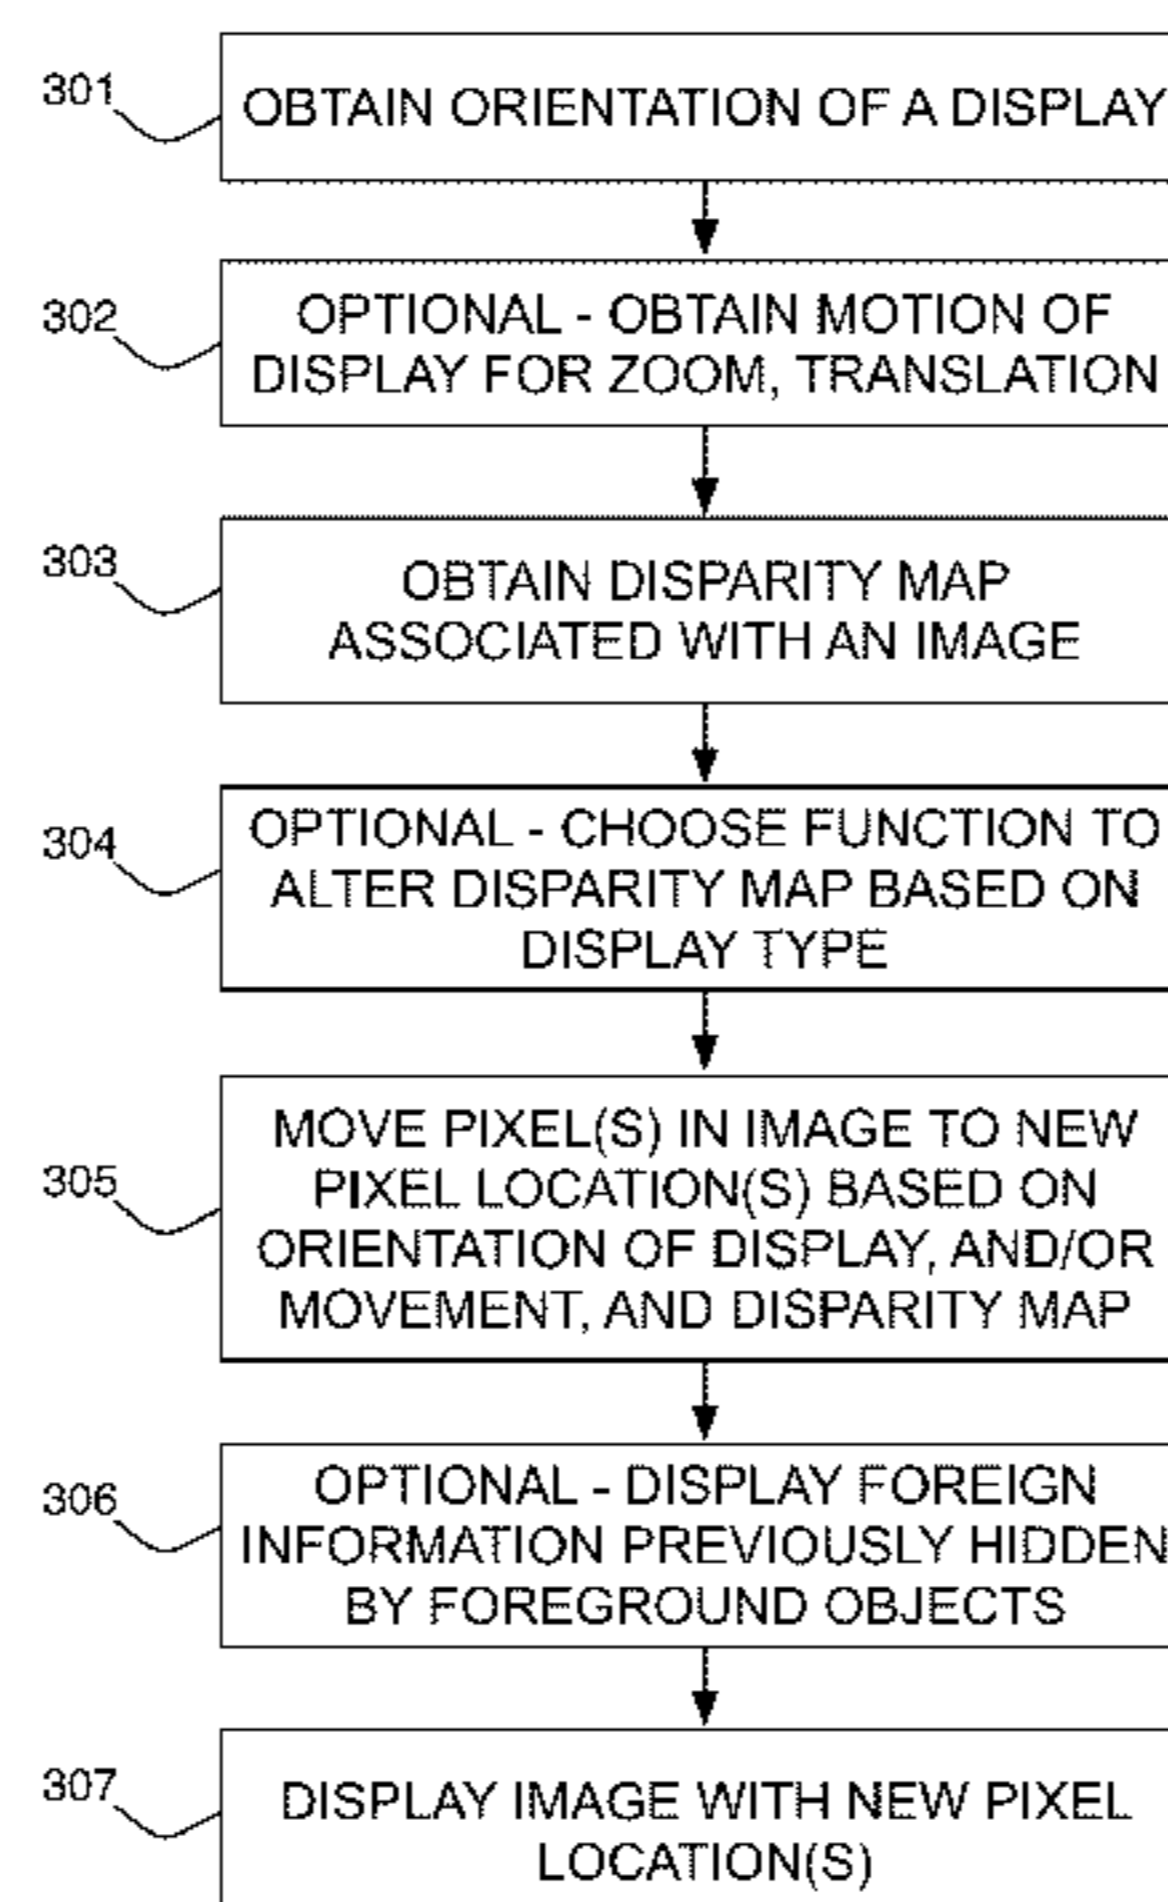 301
OBTAIN ORIENTATION OF A DISPLAY
302
OPTIONAL - OBTAIN MOTION OF
DISPLAY FOR ZOOM, TRANSLATION
303
OBTAIN DISPARITY MAP
ASSOCIATED WITH AN IMAGE
304
OPTIONAL - CHOOSE FUNCTION TO
ALTER DISPARITY MAP BASED ON
DISPLAY TYPE
305
MOVE PIXEL(S) IN IMAGE TO NEW
PIXEL LOCATION(S) BASED ON
ORIENTATION OF DISPLAY, AND/OR
MOVEMENT, AND DISPARITY MAP
306
OPTIONAL - DISPLAY FOREIGN
INFORMATION PREVIOUSLY HIDDEN
BY FOREGROUND OBJECTS
307
DISPLAY IMAGE WITH NEW PIXEL
LOCATION(S)